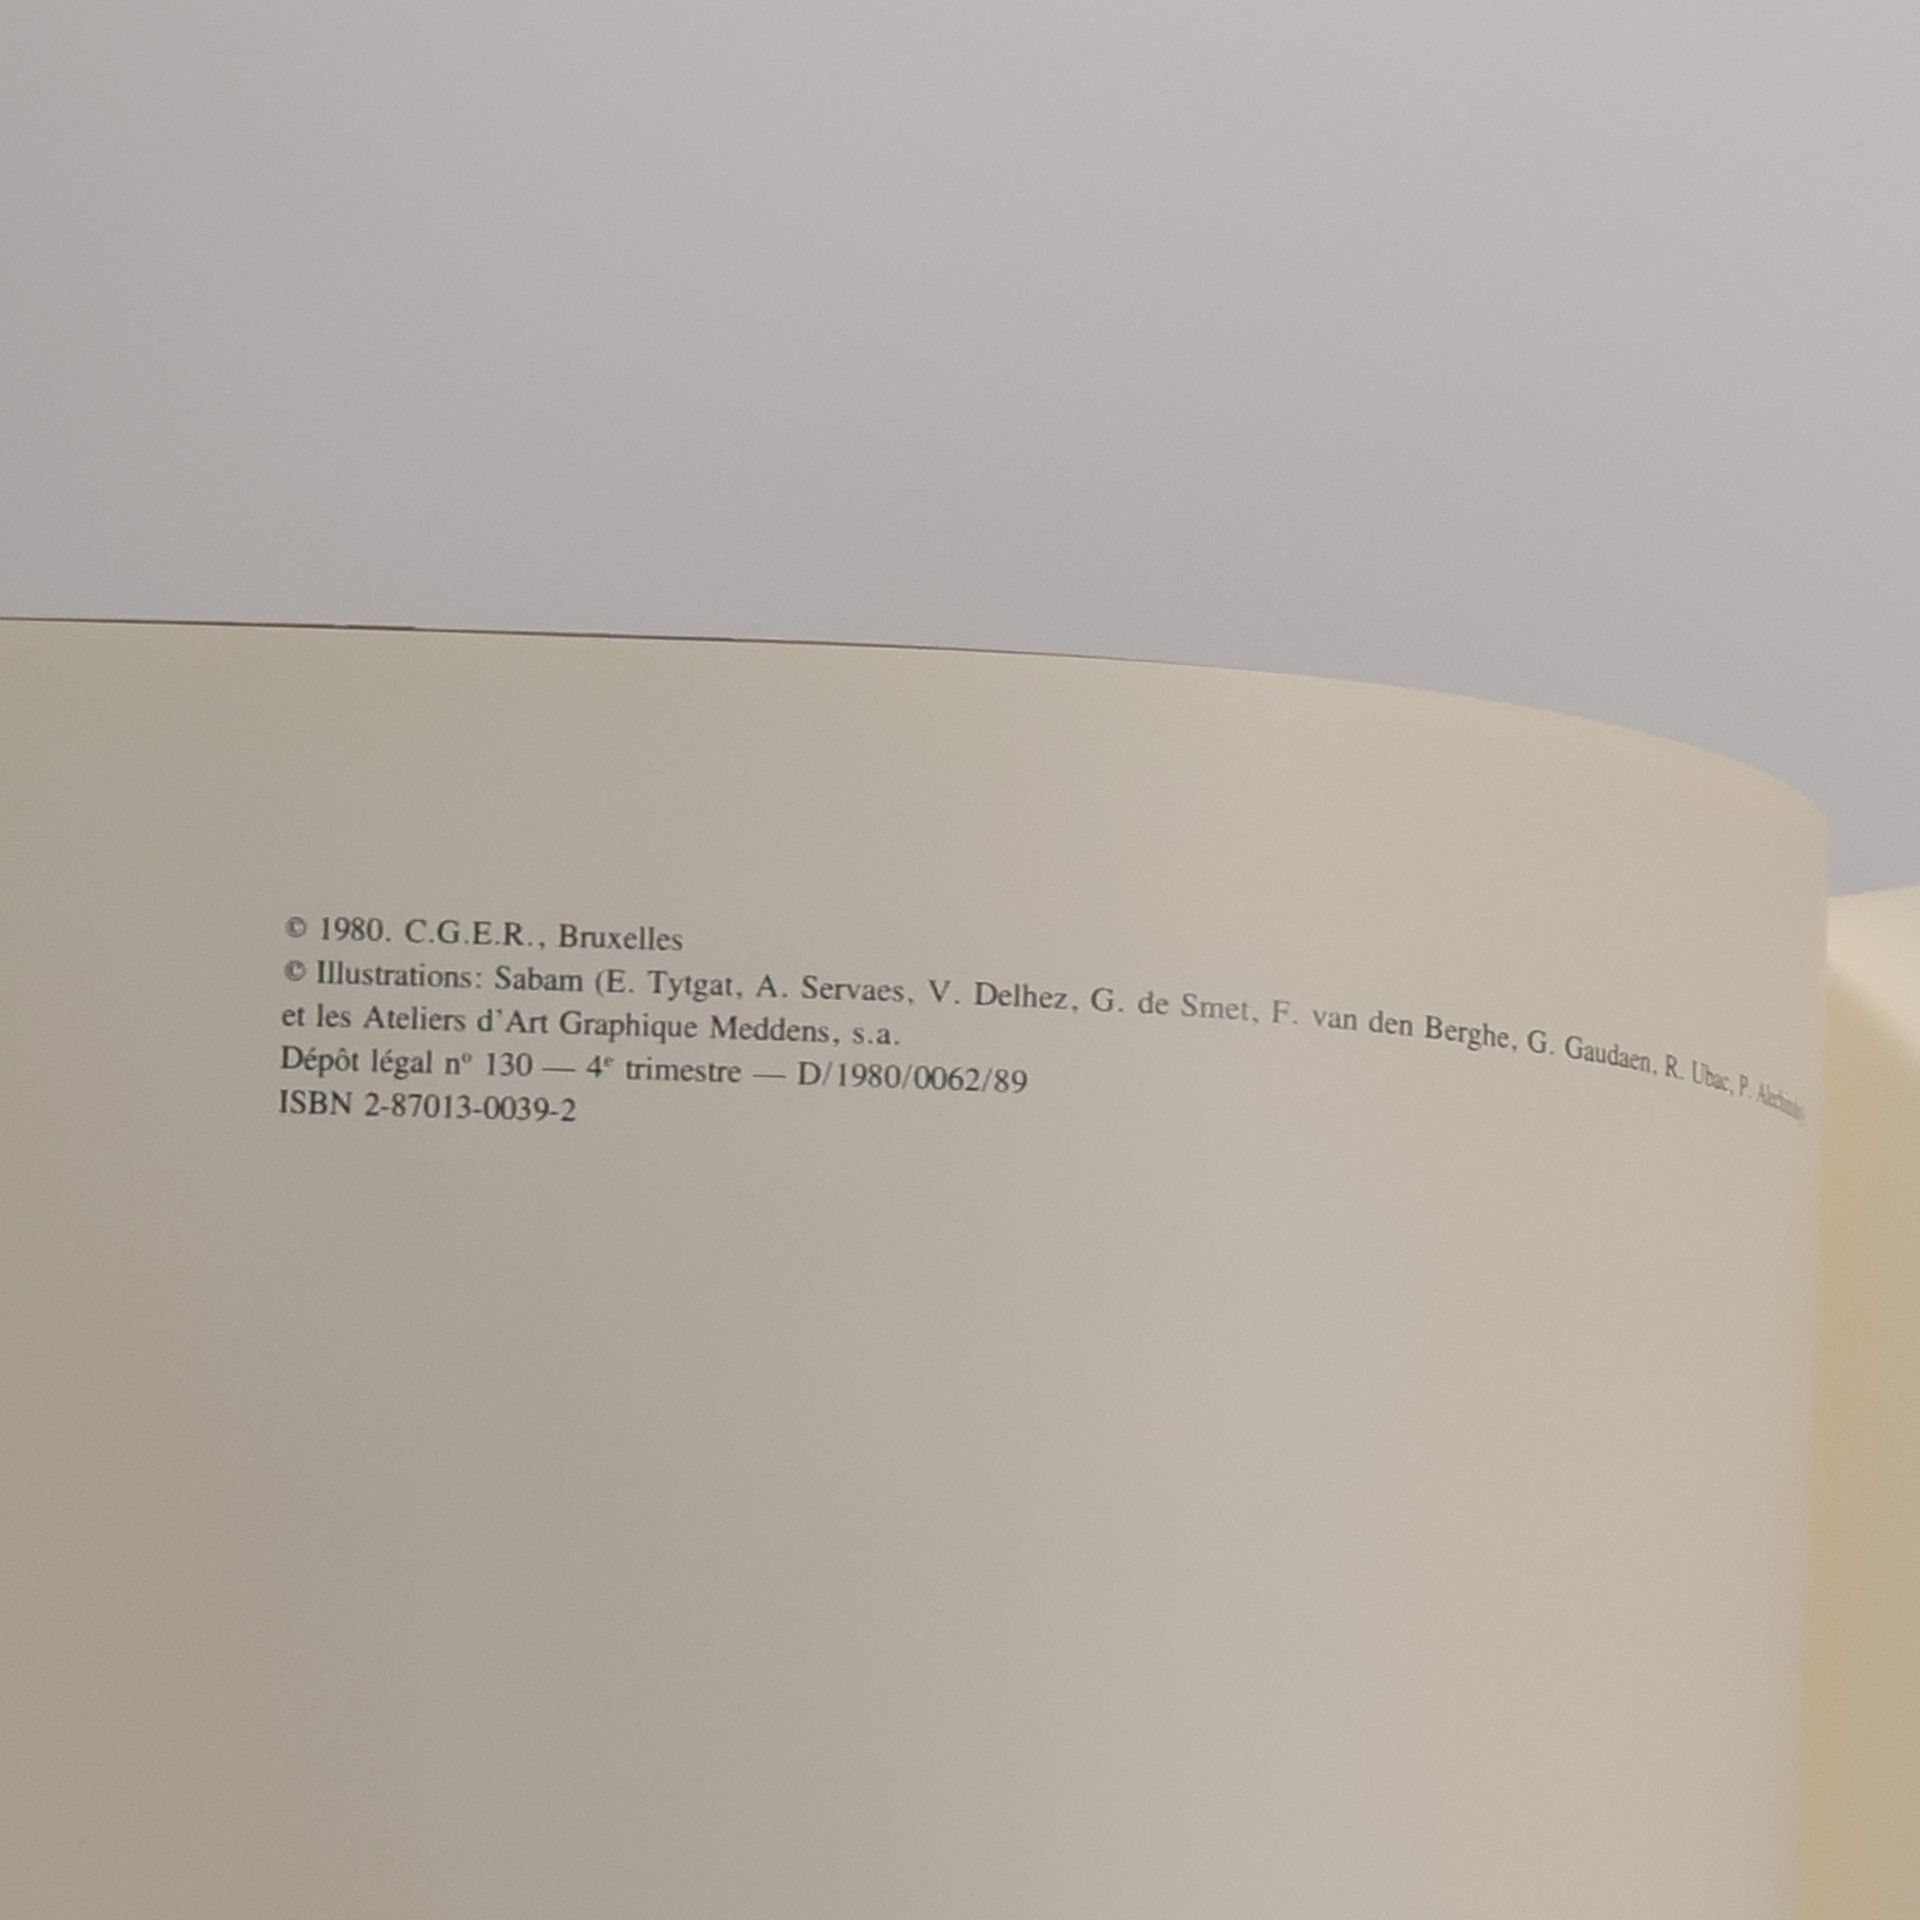 © 1980. C.G.E.R., Bruxelles
© Illustrations: Sabam (E. Tytgat, A. Servaes, V. Delhez, G. de Smet, F. van den Berghe, G. Gaudaen, R. Ubac, P.
et les Ateliers d'Art Graphique Meddens, s.a.
Dépôt légal nº 130 — 4ᵉ trimestre — D/1980/0062/89
ISBN 2-87013-0039-2